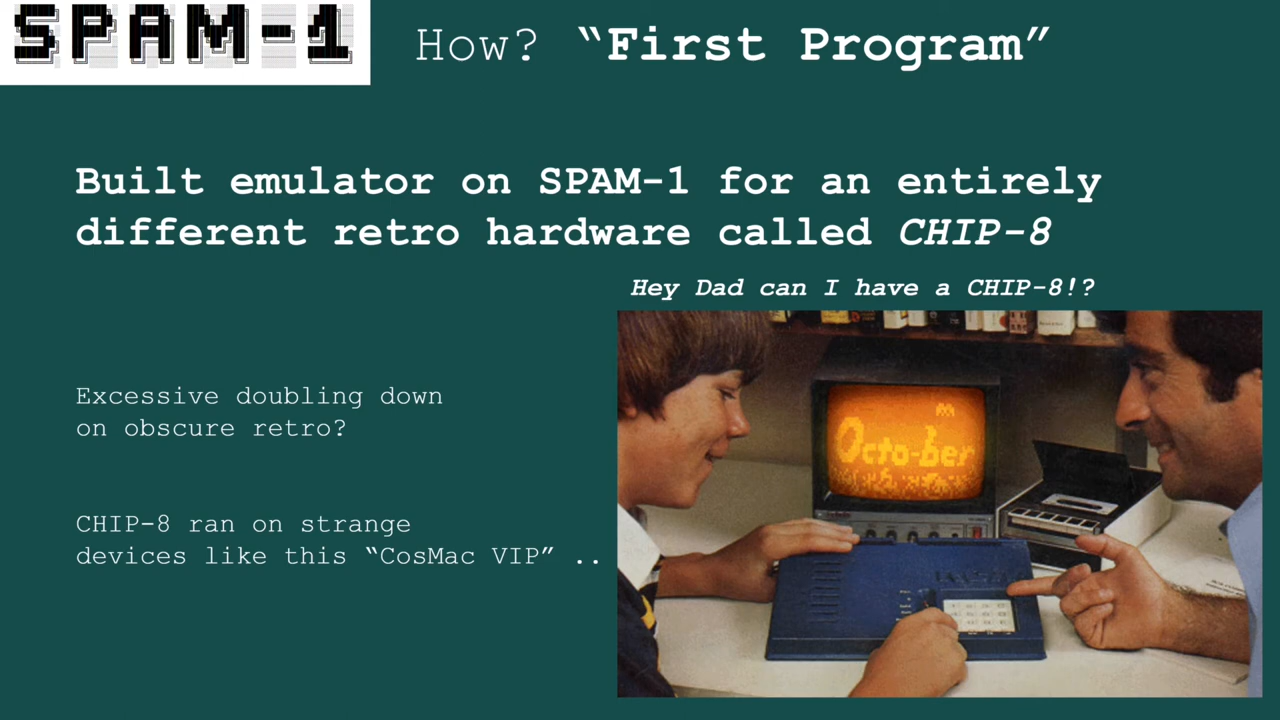 SPAM-1
How? “First Program”
Built emulator on SPAM-1 for an entirely
different retro hardware called CHIP-8
Hey Dad can I have a CHIP-8!?
Excessive doubling down
on obscure retro?
CHIP-8 ran on strange
devices like this “CosMac VIP” ..
Octo-ber